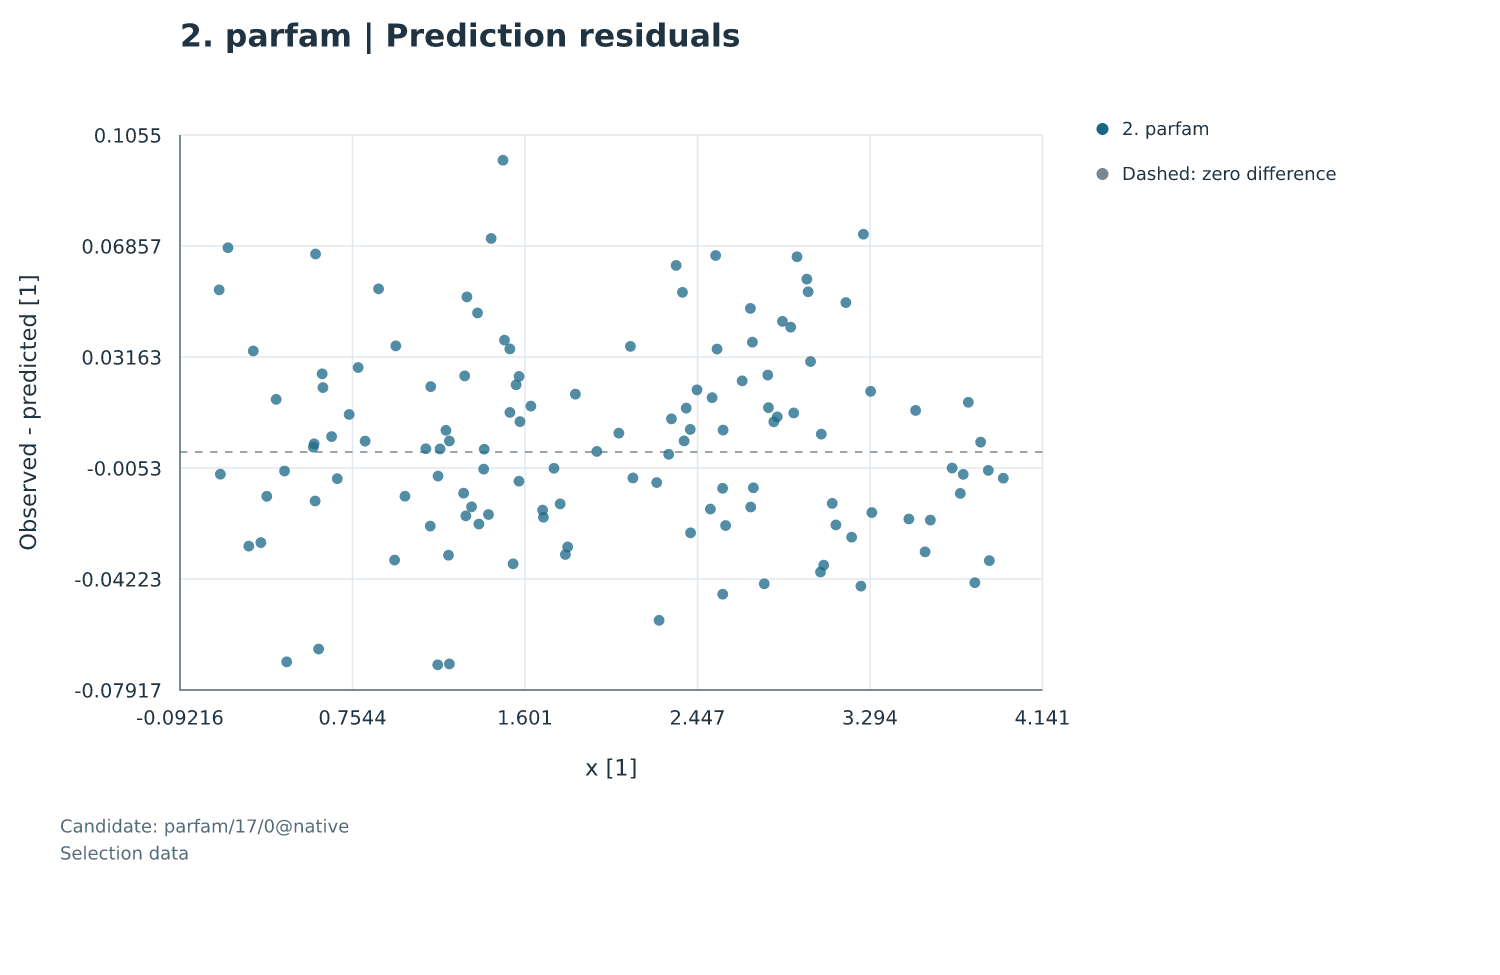 2. parfam | Prediction residuals
2. parfam
Dashed: zero difference
0.1055
0.06857
0.03163
-0.0053
-0.04223
-0.07917
Observed - predicted [1]
-0.09216 0.7544 1.601 2.447 3.294 4.141
x [1]
Candidate: parfam/17/0@native
Selection data